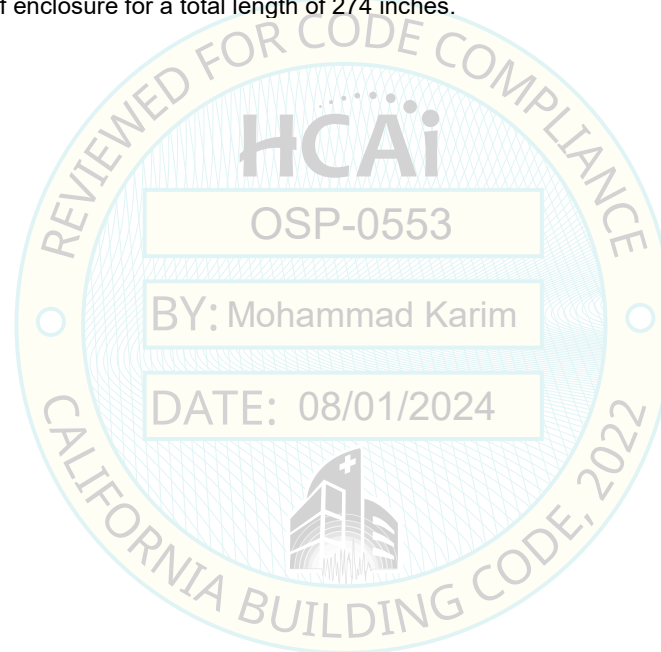 f enclosure for a total length of 274 inches.
REVIEWED FOR CODE COMPLIANCE
HCAi
OSP-0553
BY: Mohammad Karim
DATE: 08/01/2024
CALIFORNIA BUILDING CODE, 2022